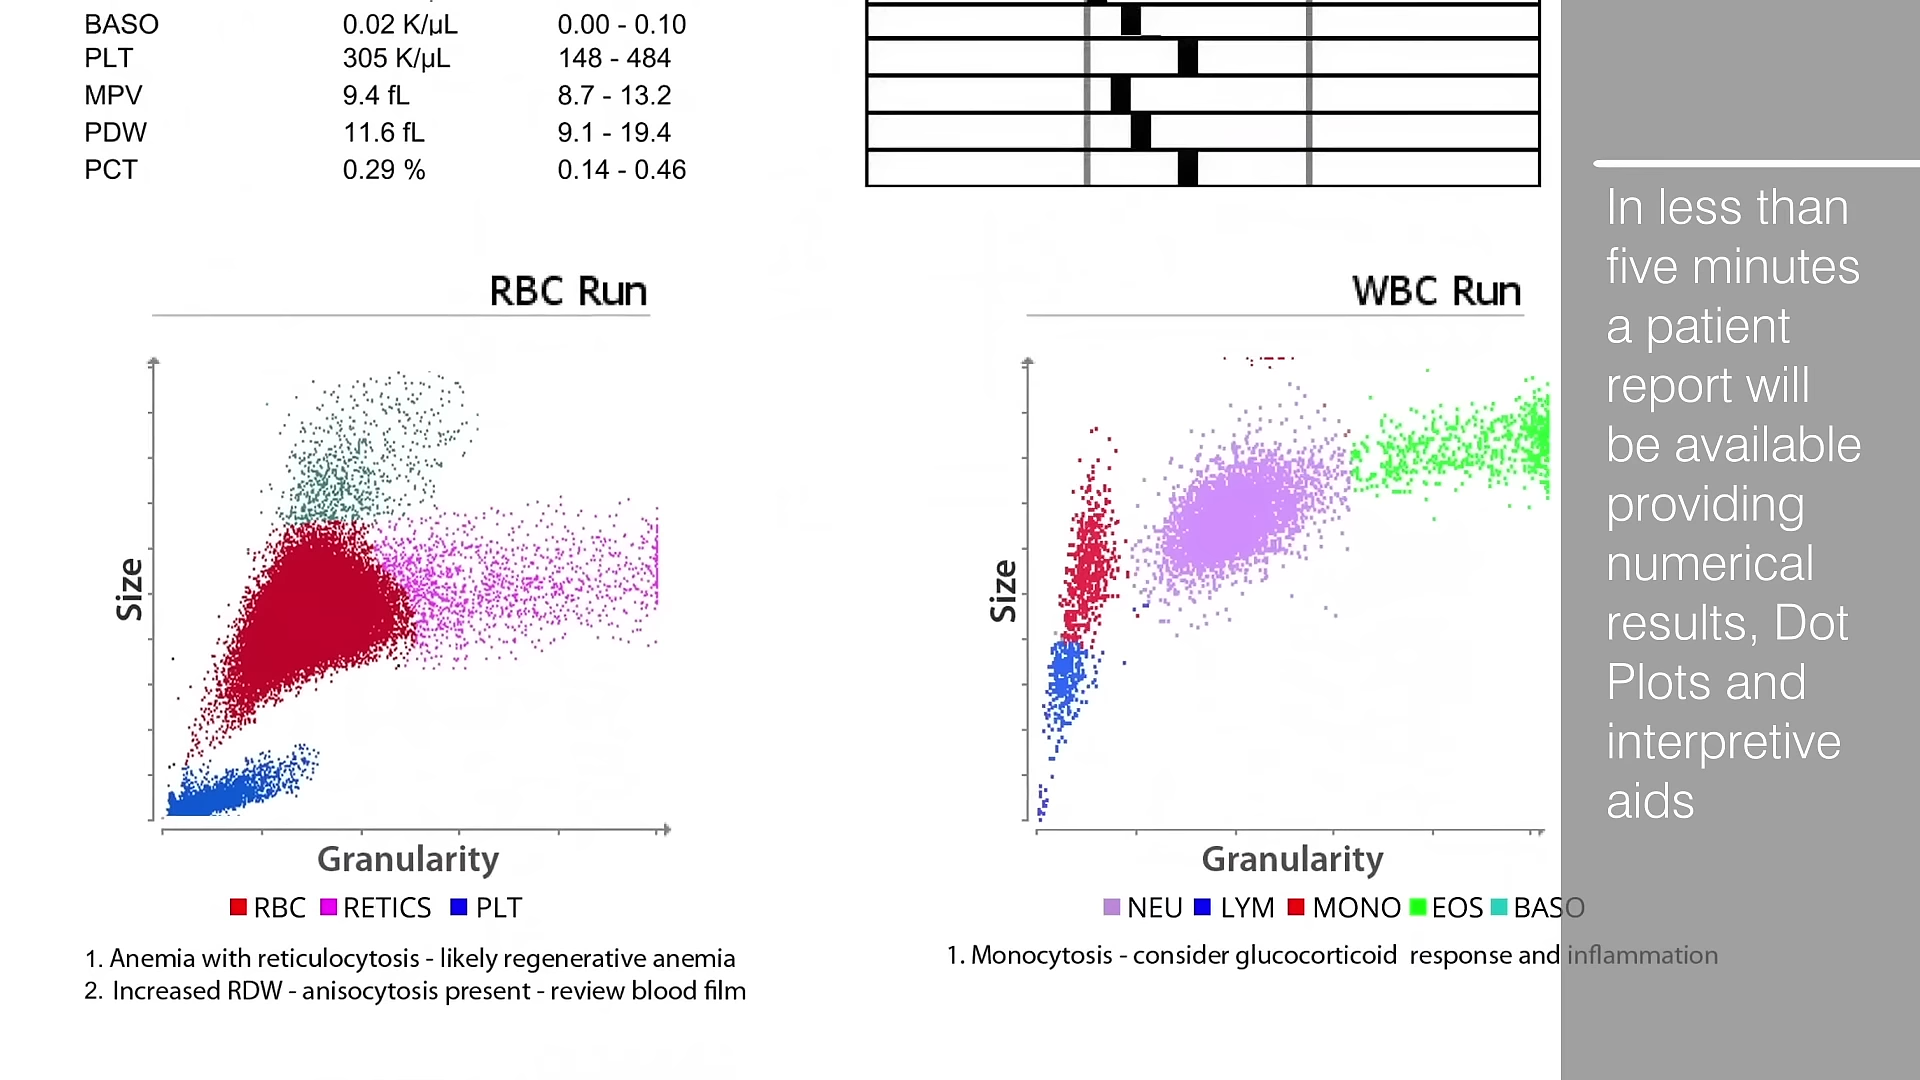 BASO 0.02 K/µL 0.00 - 0.10
PLT 305 K/µL 148 - 484
MPV 9.4 fL 8.7 - 13.2
PDW 11.6 fL 9.1 - 19.4
PCT 0.29 % 0.14 - 0.46
RBC Run
Size
Granularity
RBC RETICS PLT
1. Anemia with reticulocytosis - likely regenerative anemia
2. Increased RDW - anisocytosis present - review blood film
WBC Run
Size
Granularity
NEU LYM MONO EOS BASO
1. Monocytosis - consider glucocorticoid response and inflammation
In less than
five minutes
a patient
report will
be available
providing
numerical
results, Dot
Plots and
interpretive
aids